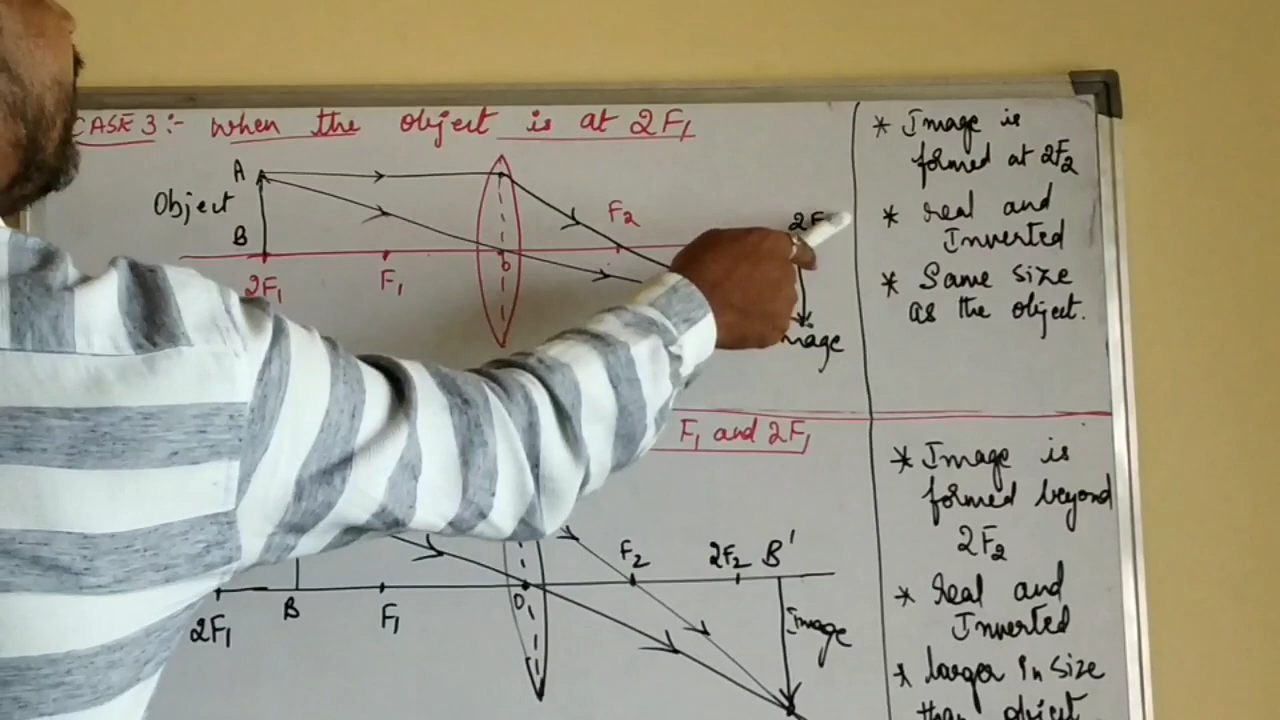 CASE 3:- When the object is at 2F1
A
Object
B
2F1
F1
O
F2
* Image is
formed at 2F2
* real and
Inverted
* Same size
as the object.
F1 and 2F1
2F1
B
F1
O
F2
2F2
B'
Image
* Image is
formed beyond
2F2
* real and
Inverted
* larger in size
than object